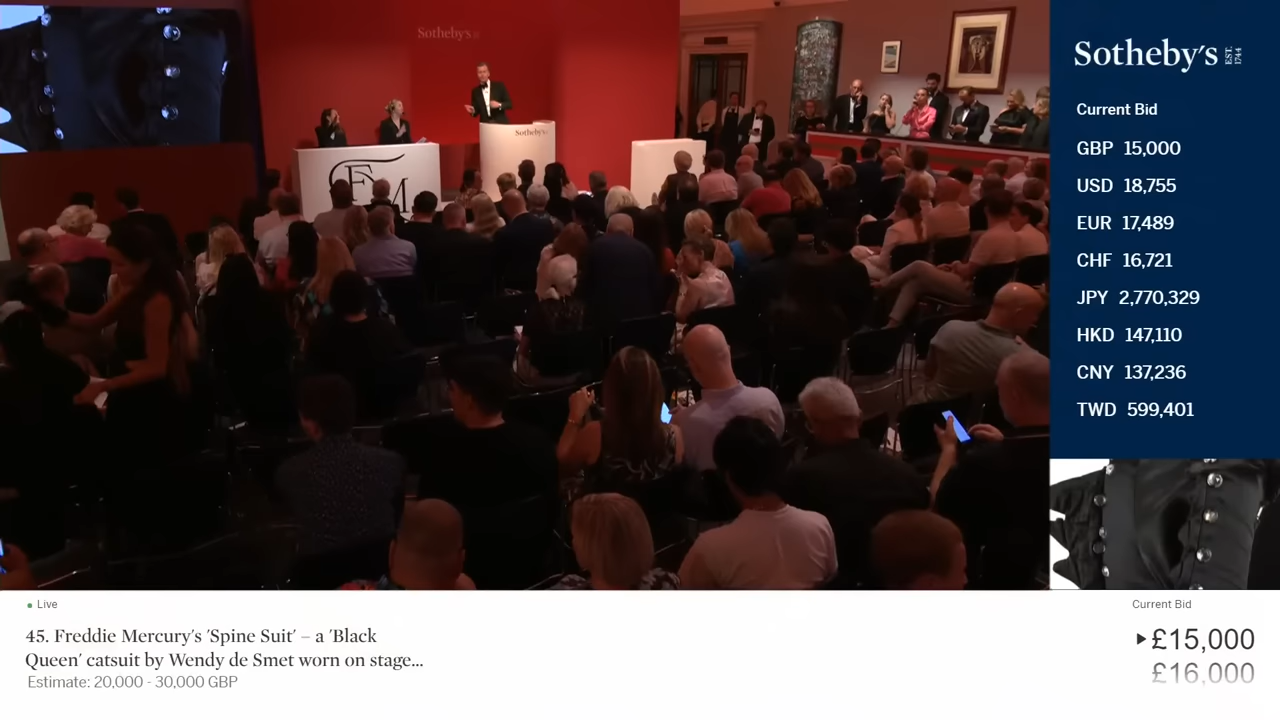 Sotheby's
Sotheby's
FM
Sotheby's EST. 1744
Current Bid
GBP 15,000
USD 18,755
EUR 17,489
CHF 16,721
JPY 2,770,329
HKD 147,110
CNY 137,236
TWD 599,401
Live
45. Freddie Mercury's 'Spine Suit' – a 'Black
Queen' catsuit by Wendy de Smet worn on stage...
Estimate: 20,000 - 30,000 GBP
Current Bid
£15,000
£16,000